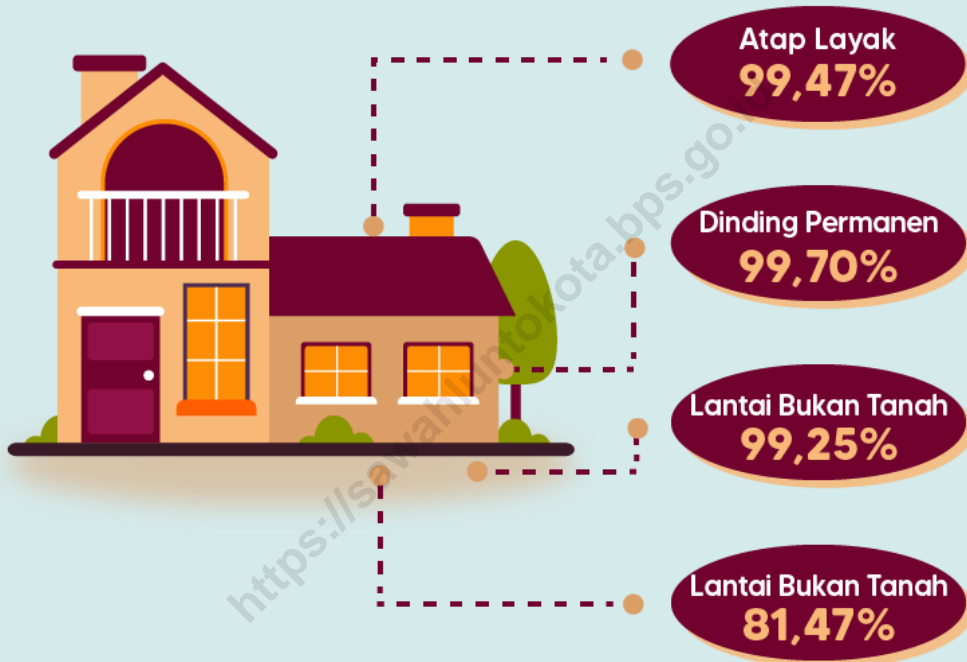 Atap Layak
99,47%
Dinding Permanen
99,70%
Lantai Bukan Tanah
99,25%
Lantai Bukan Tanah
81,47%
https://sawahluntokota.bps.go.id